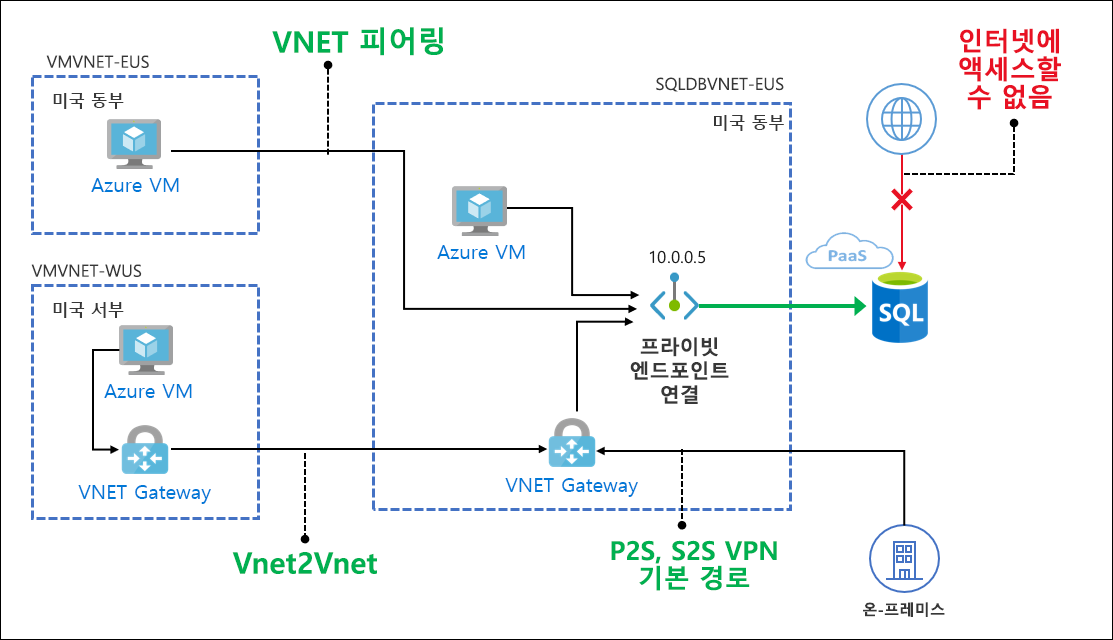 VNET 피어링
VMVNET-EUS
미국 동부
Azure VM
VMVNET-WUS
미국 서부
Azure VM
VNET Gateway
Vnet2Vnet
SQLDBVNET-EUS
미국 동부
Azure VM
10.0.0.5
프라이빗
엔드포인트
연결
VNET Gateway
P2S, S2S VPN
기본 경로
인터넷에
액세스할
수 없음
PaaS
SQL
온-프레미스